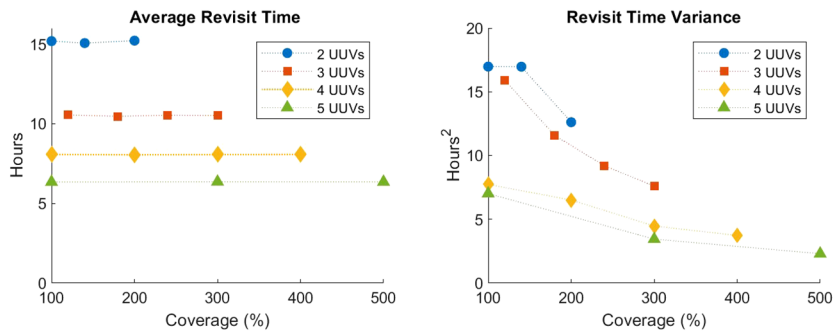 Average Revisit Time
15
10
5
0
Hours
100
200
300
400
500
Coverage (%)
2 UUVs
3 UUVs
4 UUVs
5 UUVs
Revisit Time Variance
20
15
10
5
0
Hours²
100
200
300
400
500
Coverage (%)
2 UUVs
3 UUVs
4 UUVs
5 UUVs